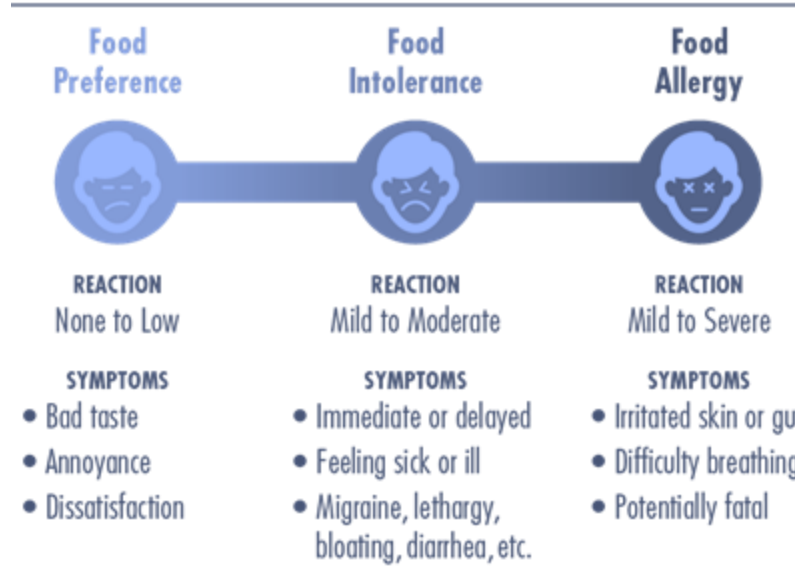 Food
Preference
REACTION
None to Low
SYMPTOMS
• Bad taste
• Annoyance
• Dissatisfaction
Food
Intolerance
REACTION
Mild to Moderate
SYMPTOMS
• Immediate or delayed
• Feeling sick or ill
• Migraine, lethargy,
bloating, diarrhea, etc.
Food
Allergy
REACTION
Mild to Severe
SYMPTOMS
• Irritated skin or
• Difficulty breathing
• Potentially fatal